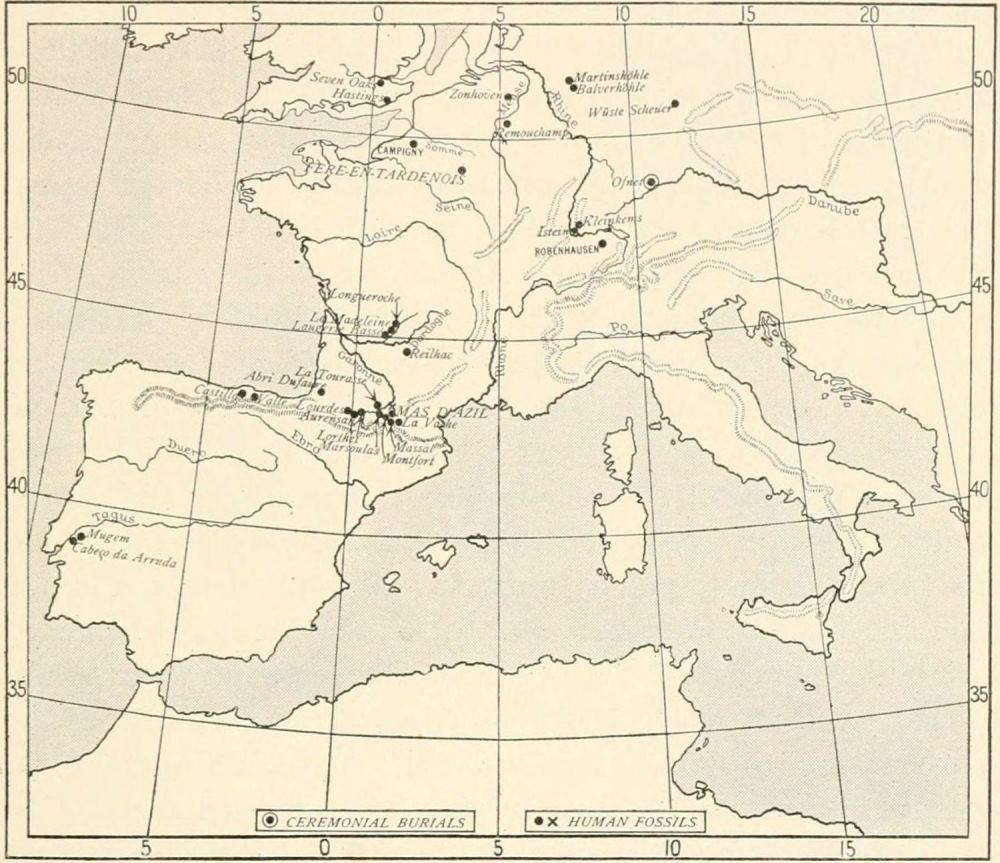 10 5 0 5 10 15 20
50
50
Seven Oaks
Hastings
Zonhoven
Meuse
Rhine
Martinshöhle
Balverhöhle
Wüste Scheuer
Remouchamp
CAMPIGNY
Somme
FÈRE-EN-TARDENOIS
Ofnet
Seine
Danube
Loire
Kleinkems
Istein
ROBENHAUSEN
45
45
Longueroche
La Madeleine
Laugerie Basse
Dordogne
Reilhac
Save
Po
Rhône
Garonne
La Tourasse
Abri Dufaure
Castillo
Valle
Lourdes
Aurensan
MAS D'AZIL
La Vache
Lorthet
Marsoulas
Massat
Montfort
Ebro
Duero
40
40
Tagus
Mugem
Cabeço da Arruda
35
35
CEREMONIAL BURIALS
HUMAN FOSSILS
5 0 5 10 15